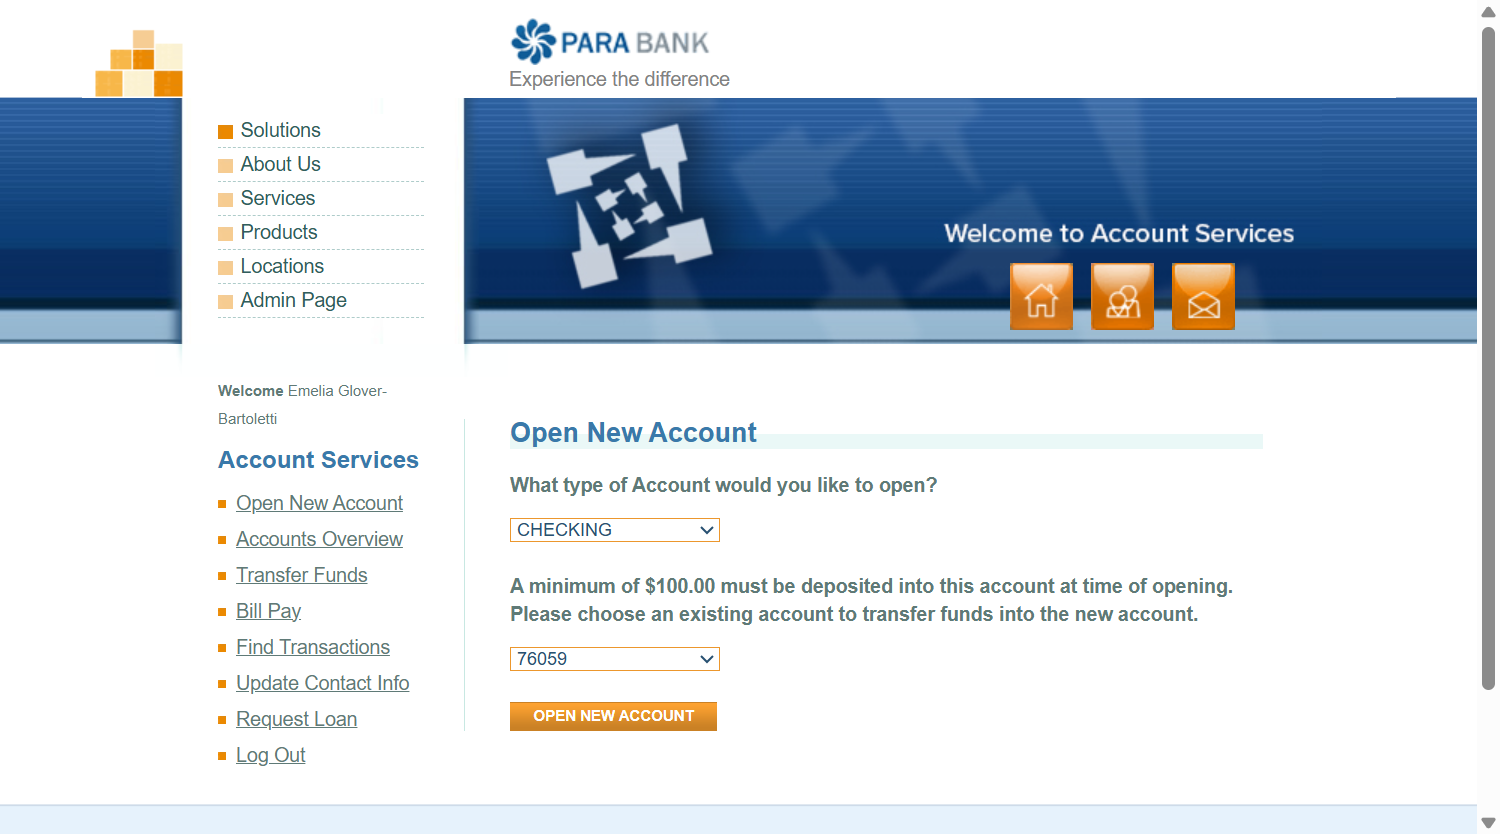 PARA BANK
Experience the difference
Solutions
About Us
Services
Products
Locations
Admin Page
Welcome to Account Services
Welcome Emelia Glover-
Bartoletti
Account Services
Open New Account
Accounts Overview
Transfer Funds
Bill Pay
Find Transactions
Update Contact Info
Request Loan
Log Out
Open New Account
What type of Account would you like to open?
CHECKING
A minimum of $100.00 must be deposited into this account at time of opening.
Please choose an existing account to transfer funds into the new account.
76059
OPEN NEW ACCOUNT